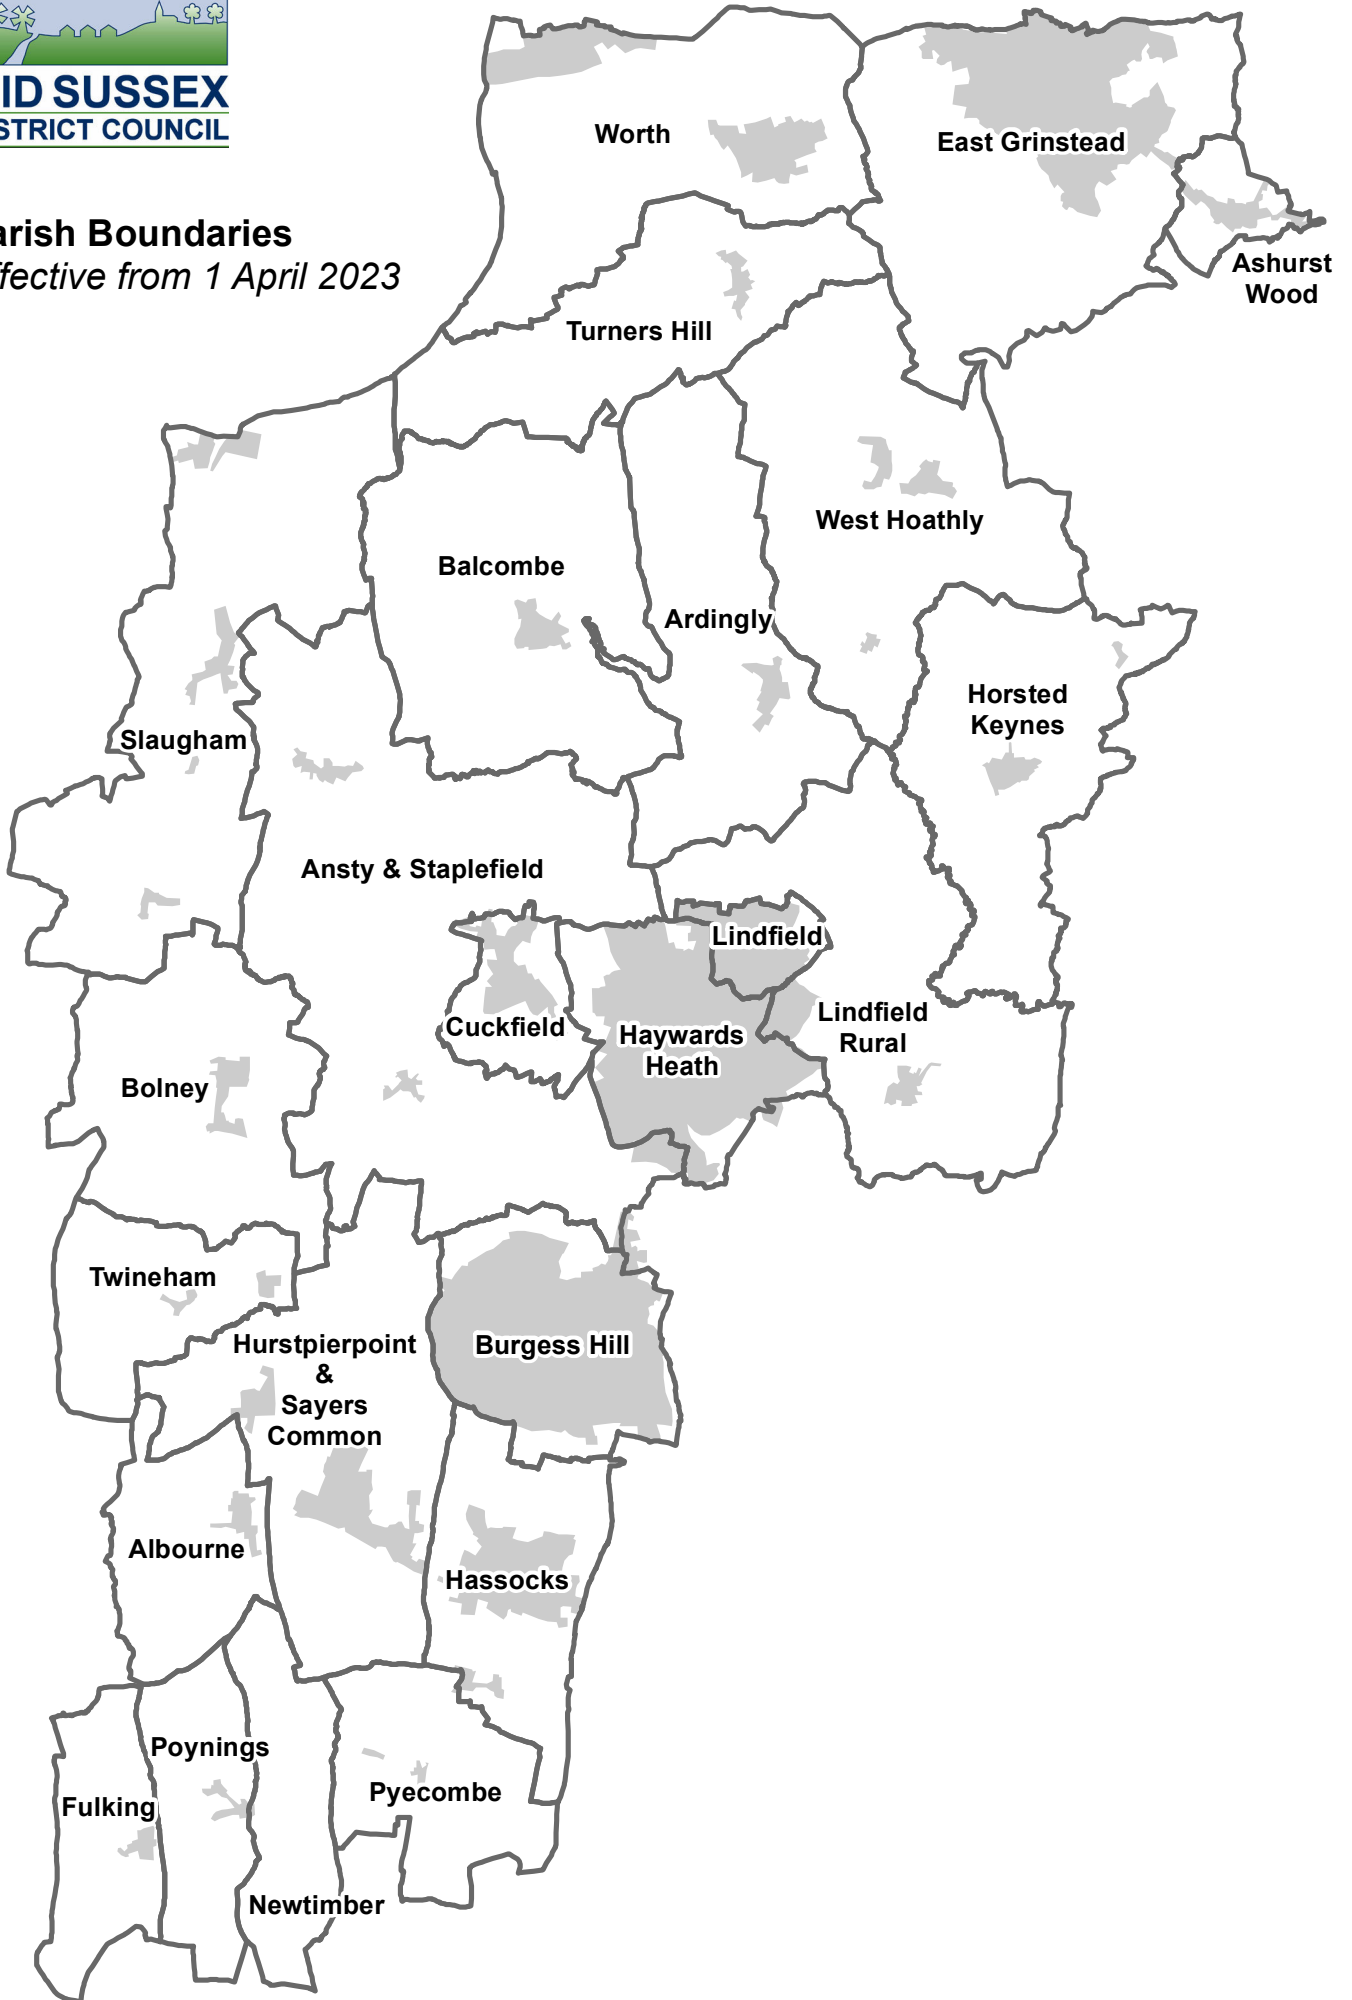 ID SUSSEX
STRICT COUNCIL
arish Boundaries
ffective from 1 April 2023
Worth
East Grinstead
Ashurst
Wood
Turners Hill
West Hoathly
Balcombe
Ardingly
Horsted
Keynes
Slaugham
Ansty & Staplefield
Lindfield
Cuckfield
Haywards
Heath
Lindfield
Rural
Bolney
Twineham
Hurstpierpoint
&
Sayers
Common
Burgess Hill
Albourne
Hassocks
Poynings
Fulking
Pyecombe
Newtimber